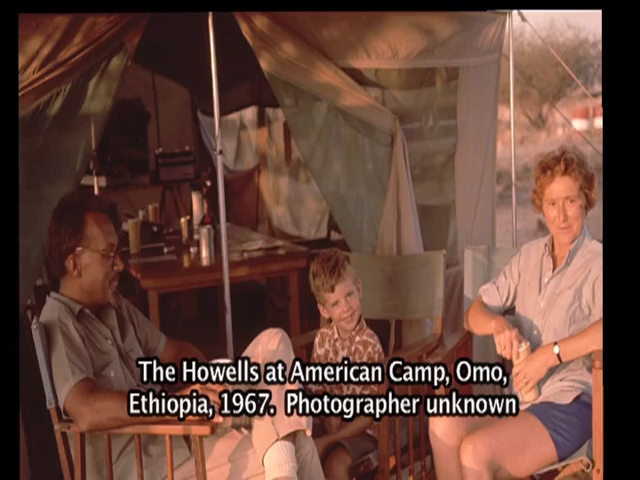 The Howells at American Camp, Omo,
Ethiopia, 1967.  Photographer unknown